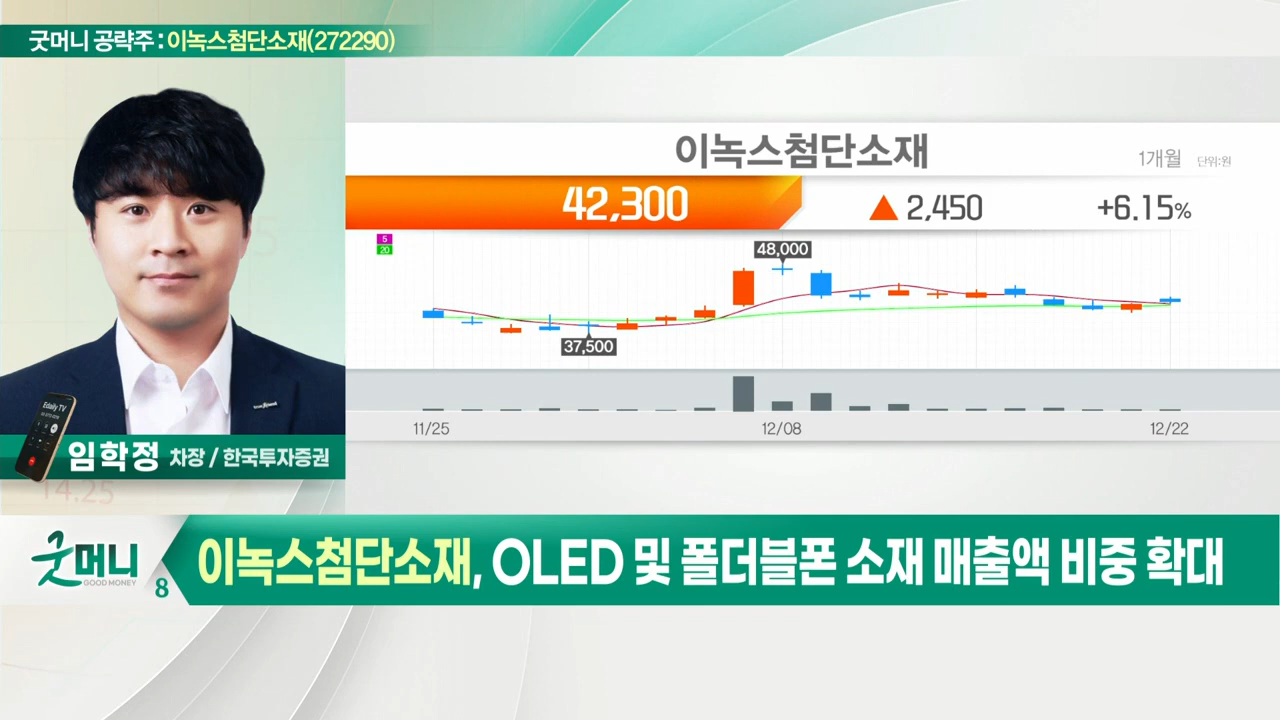 굿머니 공략주 : 이녹스첨단소재(272290)
이녹스첨단소재
1개월 단위:원
42,300 ▲ 2,450 +6.15%
5
20
48,000
37,500
11/25 12/08 12/22
Edaily TV
임학정 차장 / 한국투자증권
14.25
굿머니
GOOD MONEY
8
이녹스첨단소재, OLED 및 폴더블폰 소재 매출액 비중 확대